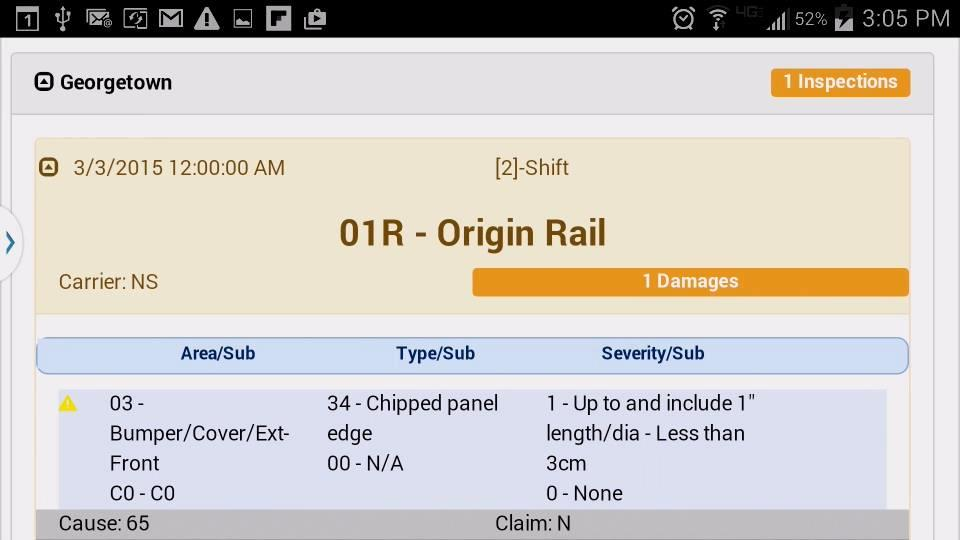 1 4G 52% 3:05 PM
Georgetown 1 Inspections
3/3/2015 12:00:00 AM [2]-Shift
01R - Origin Rail
Carrier: NS 1 Damages
Area/Sub Type/Sub Severity/Sub
03 - 34 - Chipped panel 1 - Up to and include 1"
Bumper/Cover/Ext- edge length/dia - Less than
Front 00 - N/A 3cm
C0 - C0 0 - None
Cause: 65 Claim: N